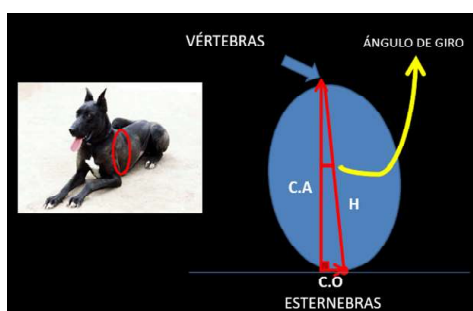 VÉRTEBRAS
ÁNGULO DE GIRO
C.A
H
C.O
ESTERNEBRAS